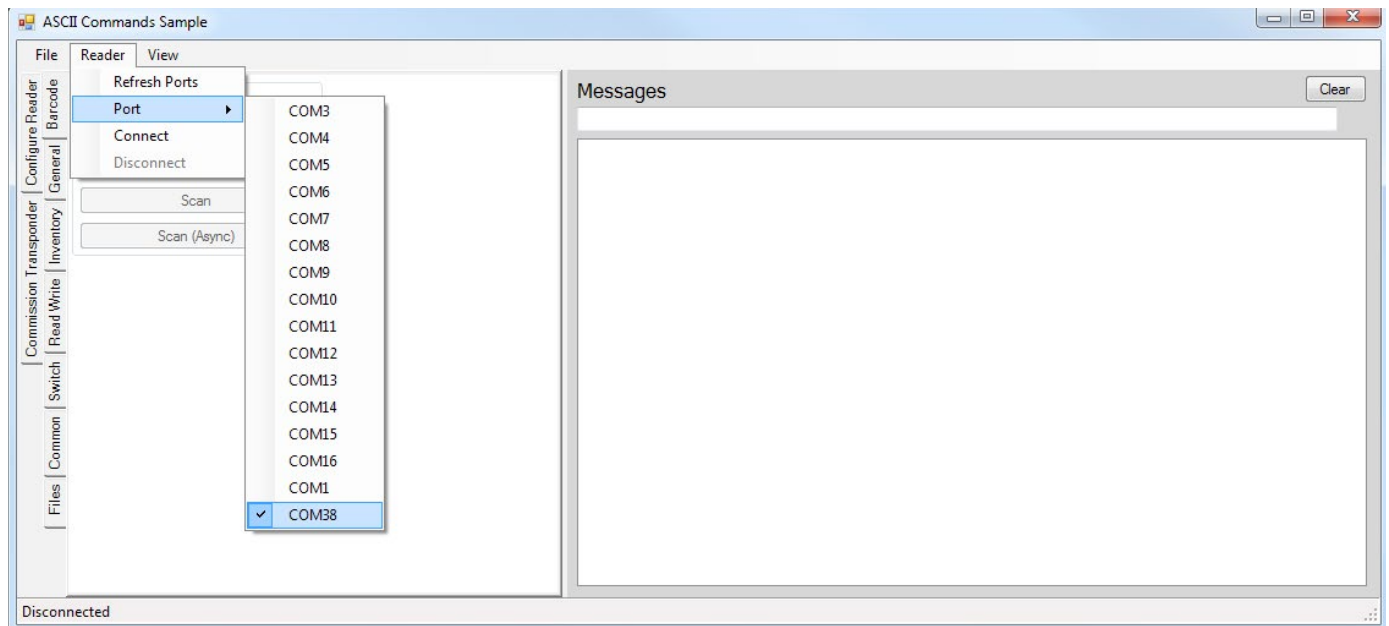 ASCII Commands Sample
File Reader View
Refresh Ports
Port
Connect
Disconnect
COM3
COM4
COM5
COM6
COM7
COM8
COM9
COM10
COM11
COM12
COM13
COM14
COM15
COM16
COM1
COM38
Configure Reader
Commission Transponder
Barcode
General
Inventory
Read Write
Switch
Common
Files
Scan
Scan (Async)
Messages
Clear
Disconnected